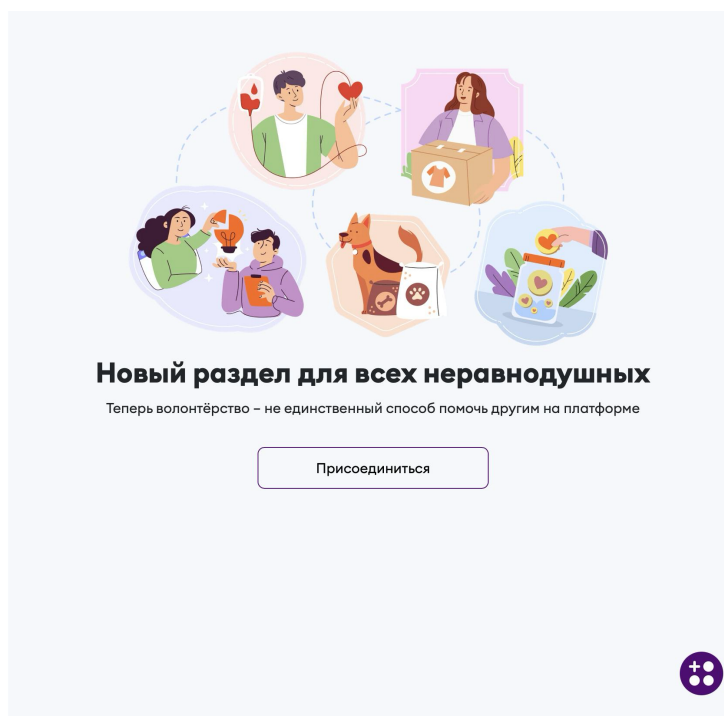 Новый раздел для всех неравнодушных
Теперь волонтёрство – не единственный способ помочь другим на платформе
Присоединиться